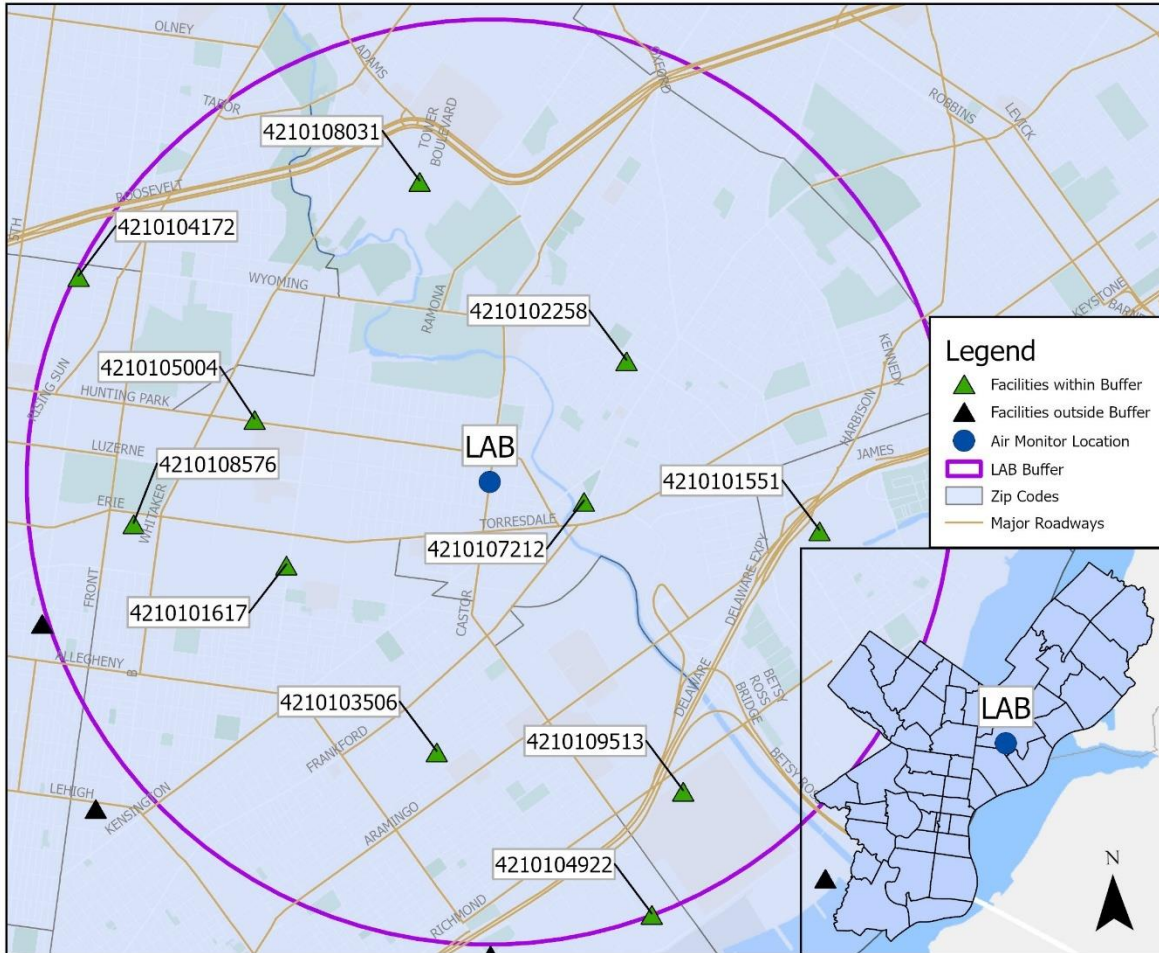 OLNEY
ADAMS
OXFORD
ROBBINS
LEVICK
TABOR
TOWER
BOULEVARD
4210108031
ROOSEVELT
5TH
4210104172
WYOMING
RAMONA
KEYSTONE
4210102258
KENNEDY
Legend
Facilities within Buffer
Facilities outside Buffer
Air Monitor Location
LAB Buffer
Zip Codes
Major Roadways
4210105004
RISING SUN
HUNTING PARK
HARBISON
LUZERNE
LAB
JAMES
4210108576
WHITAKER
4210101551
ERIE
TORRESDALE
4210107212
DELAWARE EXPY
FRONT
4210101617
CASTOR
ALLEGHENY
B
BETSY
ROSS
BRIDGE
DELAWARE
LAB
4210103506
FRANKFORD
4210109513
BETSY
LEHIGH
KENSINGTON
ARAMINGO
4210104922
RICHMOND
N